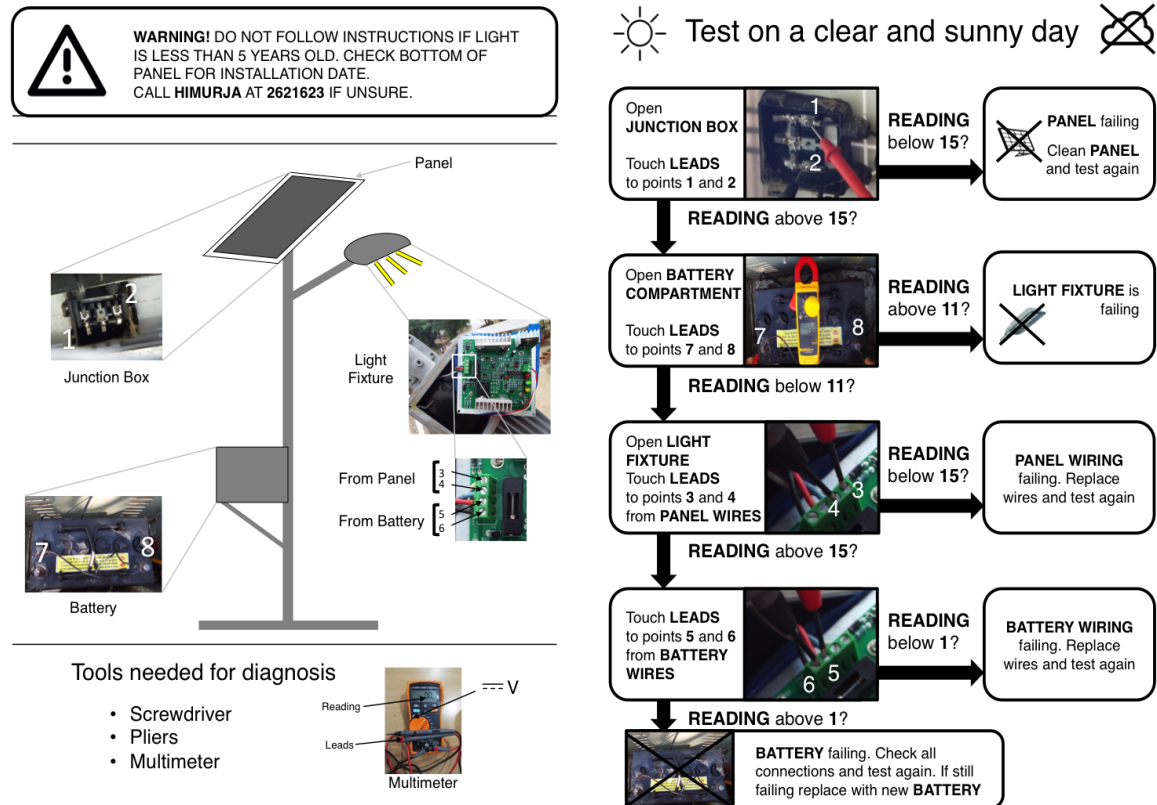 WARNING! DO NOT FOLLOW INSTRUCTIONS IF LIGHT
IS LESS THAN 5 YEARS OLD. CHECK BOTTOM OF
PANEL FOR INSTALLATION DATE.
CALL HIMURJA AT 2621623 IF UNSURE.
Panel
2
1
Junction Box
Light
Fixture
From Panel
3
4
From Battery
5
6
7
8
Battery
Tools needed for diagnosis
• Screwdriver
• Pliers
• Multimeter
Reading
Leads
V
Multimeter
Test on a clear and sunny day
Open
JUNCTION BOX
Touch LEADS
to points 1 and 2
1
2
READING
below 15?
PANEL failing
Clean PANEL
and test again
READING above 15?
Open BATTERY
COMPARTMENT
Touch LEADS
to points 7 and 8
7
8
READING
above 11?
LIGHT FIXTURE is
failing
READING below 11?
Open LIGHT
FIXTURE
Touch LEADS
to points 3 and 4
from PANEL WIRES
3
4
READING
below 15?
PANEL WIRING
failing. Replace
wires and test again
READING above 15?
Touch LEADS
to points 5 and 6
from BATTERY
WIRES
6
5
READING
below 1?
BATTERY WIRING
failing. Replace
wires and test again
READING above 1?
BATTERY failing. Check all
connections and test again. If still
failing replace with new BATTERY